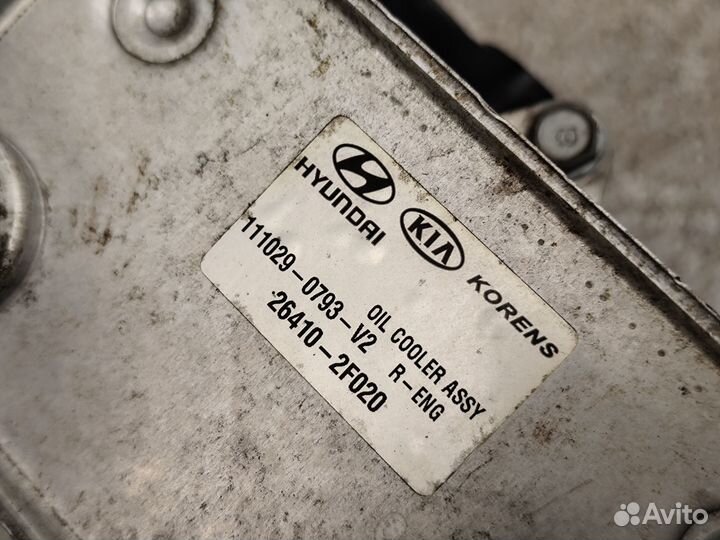 HYUNDAI KIA KORENS
OIL COOLER ASSY
111029-0793-V2 R-ENG
26410-2F020
Avito